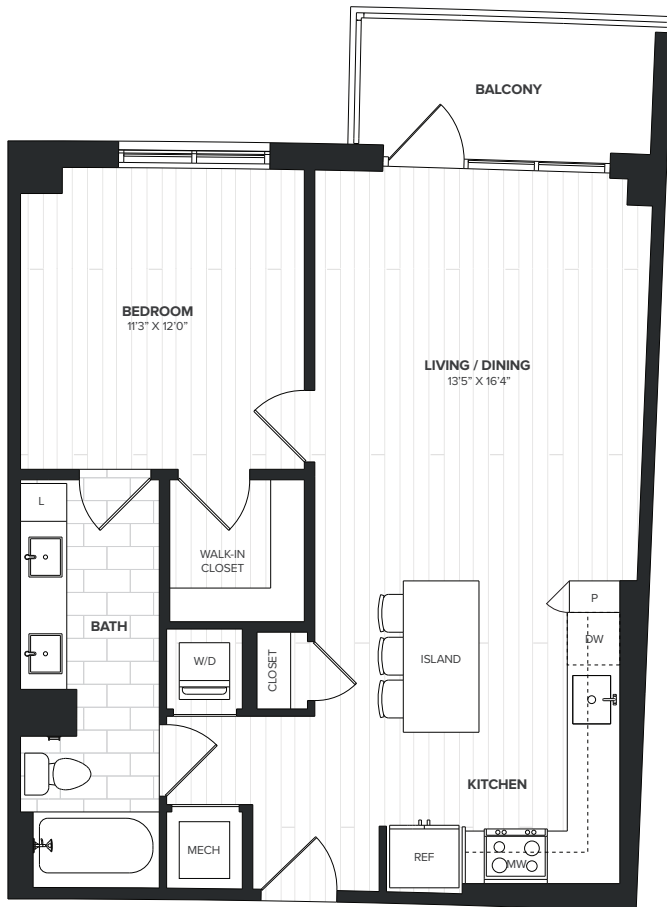 BALCONY
BEDROOM
11'3" X 12'0"
LIVING / DINING
13'5" X 16'4"
L
WALK-IN
CLOSET
P
BATH
DW
W/D
CLOSET
ISLAND
KITCHEN
MECH
REF
MW